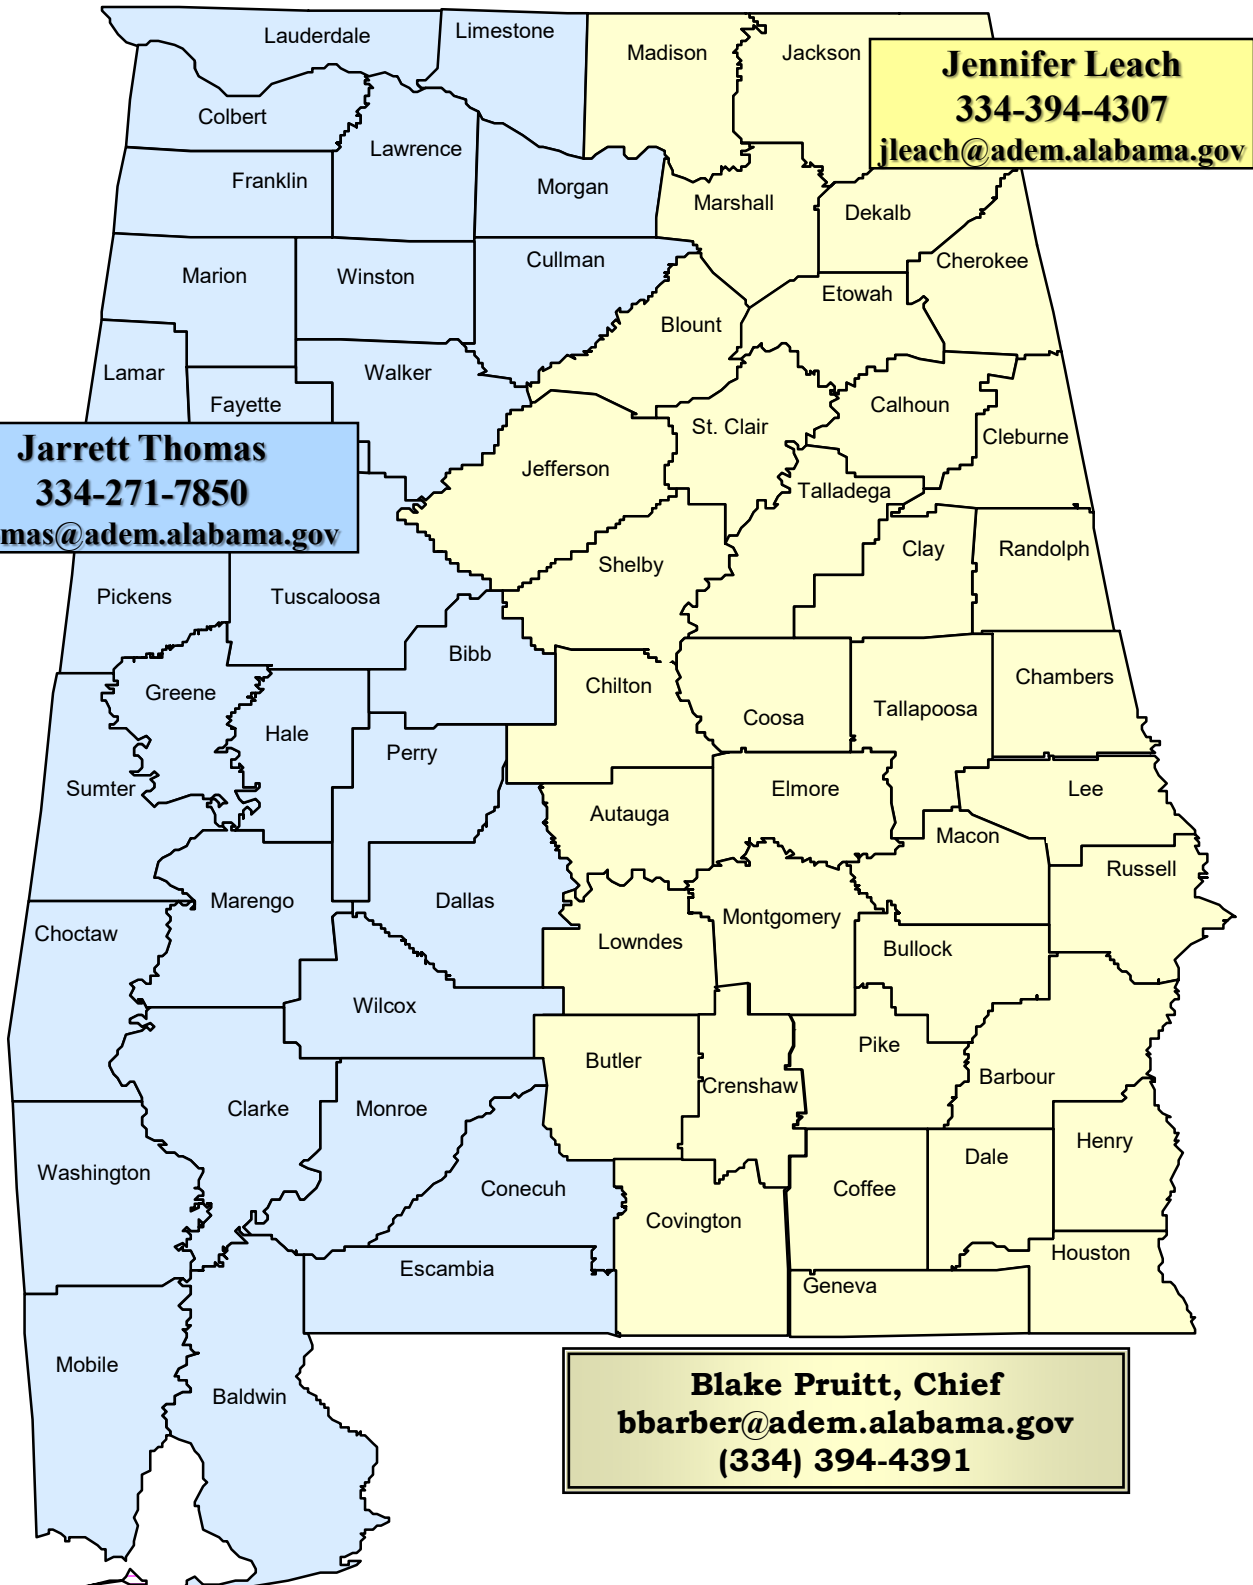 Lauderdale
Limestone
Madison
Jackson
Jennifer Leach
334-394-4307
jleach@adem.alabama.gov
Colbert
Lawrence
Franklin
Morgan
Marshall
Dekalb
Cherokee
Marion
Winston
Cullman
Etowah
Blount
Lamar
Walker
Fayette
Calhoun
St. Clair
Cleburne
Jarrett Thomas
334-271-7850
mas@adem.alabama.gov
Jefferson
Talladega
Shelby
Clay
Randolph
Pickens
Tuscaloosa
Bibb
Greene
Chilton
Chambers
Hale
Coosa
Tallapoosa
Perry
Sumter
Elmore
Lee
Autauga
Macon
Russell
Marengo
Dallas
Montgomery
Choctaw
Lowndes
Bullock
Wilcox
Pike
Butler
Crenshaw
Barbour
Clarke
Monroe
Henry
Dale
Washington
Conecuh
Coffee
Covington
Houston
Escambia
Geneva
Mobile
Baldwin
Blake Pruitt, Chief
bbarber@adem.alabama.gov
(334) 394-4391